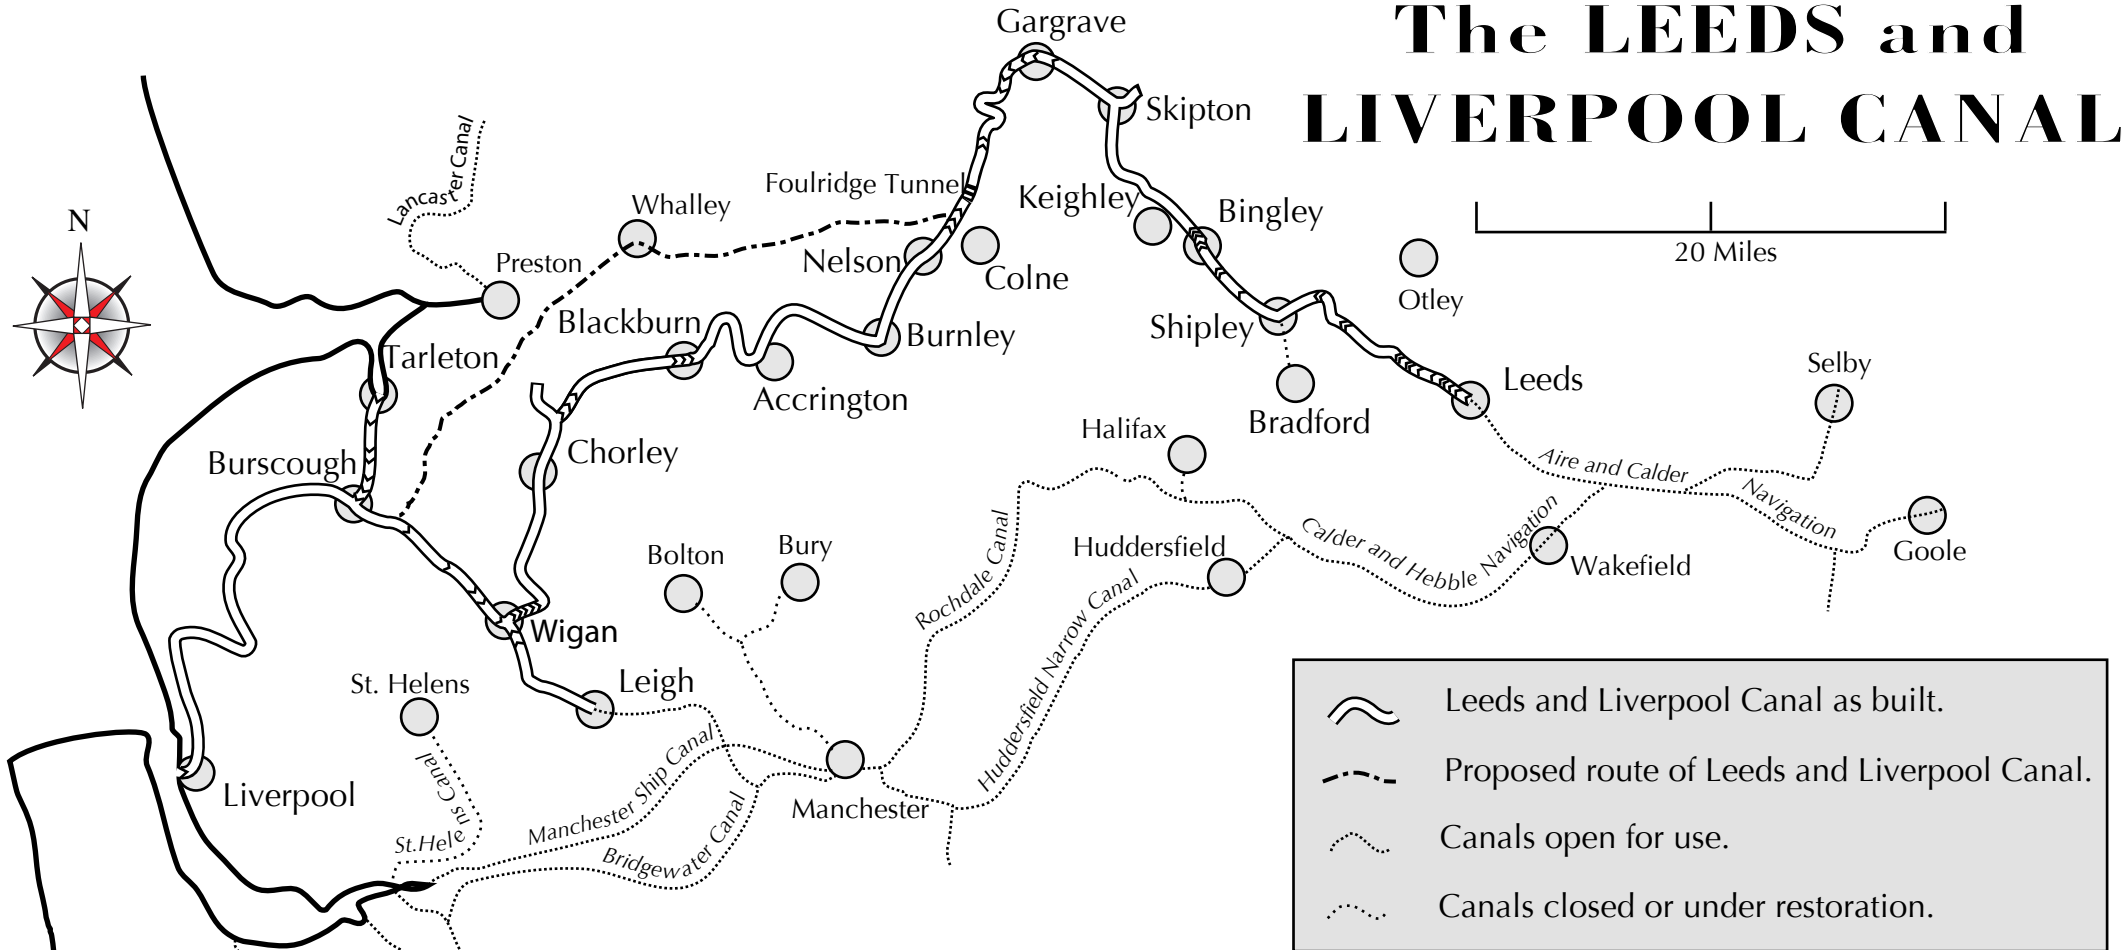 The LEEDS and
LIVERPOOL CANAL
20 Miles
N
Gargrave
Skipton
Lancaster Canal
Foulridge Tunnel
Whalley
Keighley
Bingley
Preston
Nelson
Colne
Otley
Blackburn
Burnley
Shipley
Tarleton
Accrington
Leeds
Selby
Bradford
Halifax
Chorley
Burscough
Aire and Calder
Navigation
Goole
Bolton
Bury
Rochdale Canal
Huddersfield
Calder and Hebble Navigation
Wakefield
Wigan
Huddersfield Narrow Canal
St. Helens
Leigh
Liverpool
St.Helens Canal
Manchester Ship Canal
Manchester
Bridgewater Canal
Leeds and Liverpool Canal as built.
Proposed route of Leeds and Liverpool Canal.
Canals open for use.
Canals closed or under restoration.